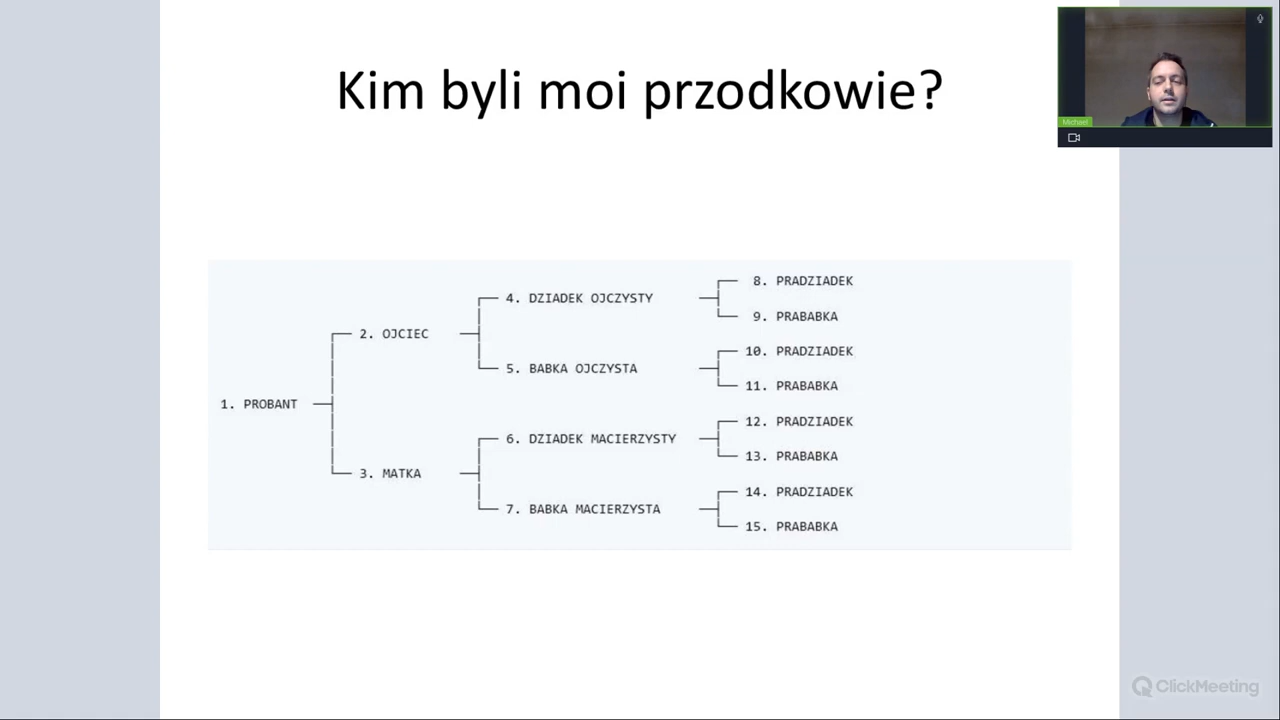 Kim byli moi przodkowie?
Michael
8. PRADZIADEK
4. DZIADEK OJCZYSTY
9. PRABABKA
2. OJCIEC
10. PRADZIADEK
5. BABKA OJCZYSTA
11. PRABABKA
1. PROBANT
12. PRADZIADEK
6. DZIADEK MACIERZYSTY
13. PRABABKA
3. MATKA
14. PRADZIADEK
7. BABKA MACIERZYSTA
15. PRABABKA
ClickMeeting